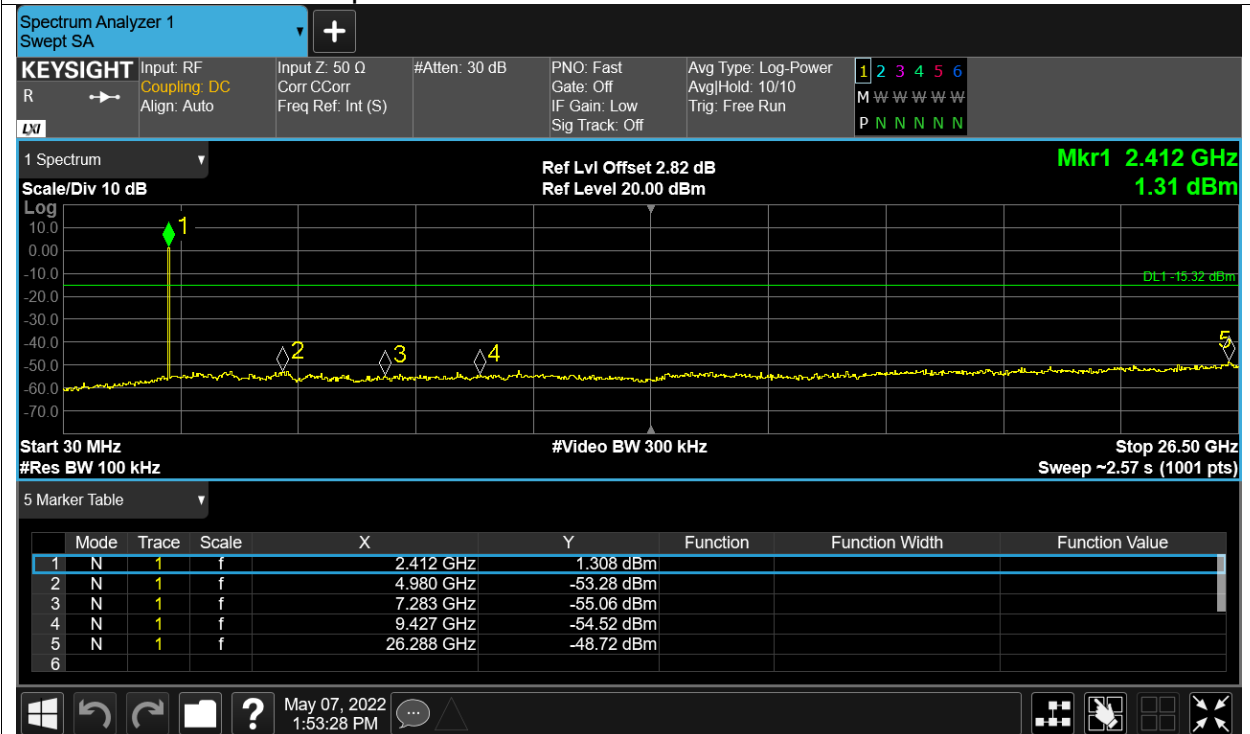 Spectrum Analyzer 1
Swept SA
+
KEYSIGHT Input: RF Input Z: 50 Ω #Atten: 30 dB PNO: Fast Avg Type: Log-Power 1 2 3 4 5 6
R Coupling: DC Corr CCorr Gate: Off Avg|Hold: 10/10 M W W W W W
Align: Auto Freq Ref: Int (S) IF Gain: Low Trig: Free Run
LXI Sig Track: Off P N N N N N
1 Spectrum Ref Lvl Offset 2.82 dB Mkr1 2.412 GHz
Scale/Div 10 dB Ref Level 20.00 dBm 1.31 dBm
Log
10.0 1
0.00
-10.0 DL1 -15.32 dBm
-20.0
-30.0
-40.0 2 3 4 5
-50.0
-60.0
-70.0
Start 30 MHz #Video BW 300 kHz Stop 26.50 GHz
#Res BW 100 kHz Sweep ~2.57 s (1001 pts)
5 Marker Table
Mode Trace Scale X Y Function Function Width Function Value
1 N 1 f 2.412 GHz 1.308 dBm
2 N 1 f 4.980 GHz -53.28 dBm
3 N 1 f 7.283 GHz -55.06 dBm
4 N 1 f 9.427 GHz -54.52 dBm
5 N 1 f 26.288 GHz -48.72 dBm
6
? May 07, 2022
1:53:28 PM